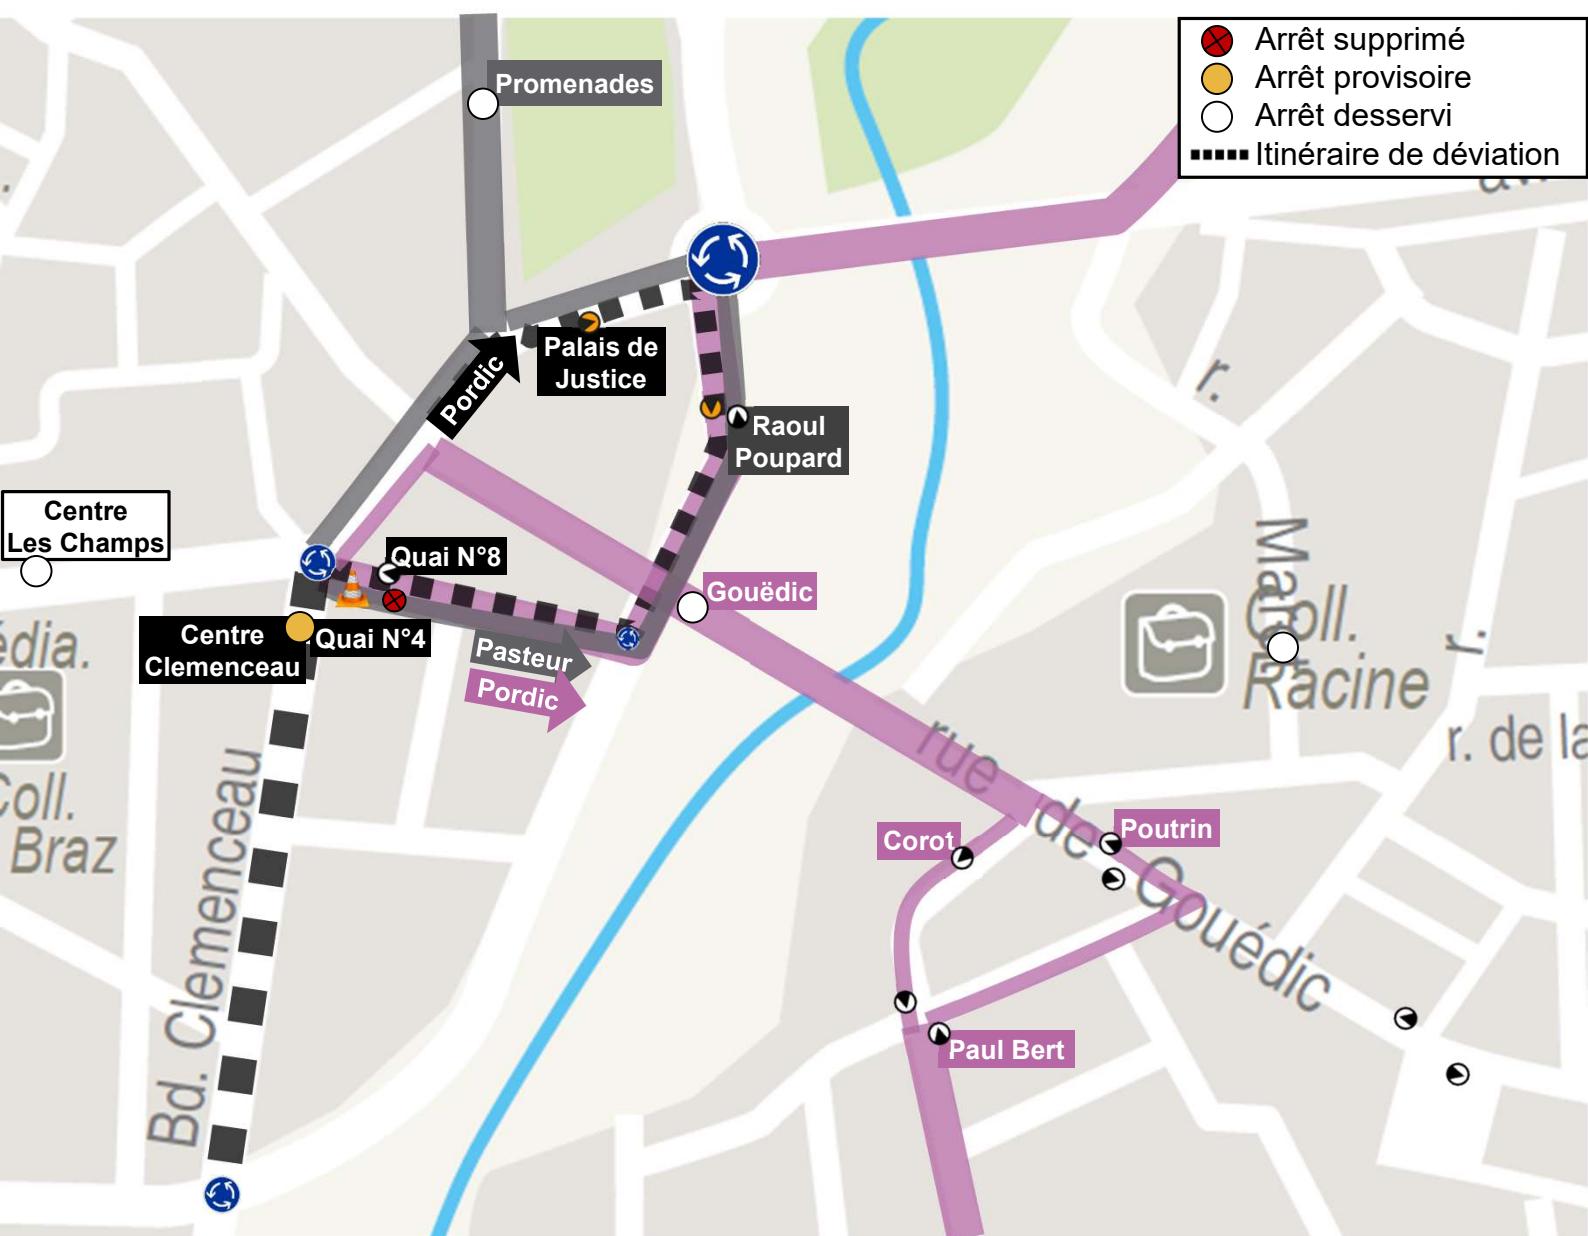 Arrêt supprimé
Arrêt provisoire
Arrêt desservi
Itinéraire de déviation
Promenades
Palais de
Justice
Pordic
Raoul
Poupard
Centre
Les Champs
Quai N°8
Gouëdic
Centre
Clemenceau
Quai N°4
Pasteur
Pordic
r.
Coll.
Racine
r.
r. de la
édia.
Coll.
Braz
Bd. Clemenceau
rue de Gouédic
Corot
Poutrin
Paul Bert